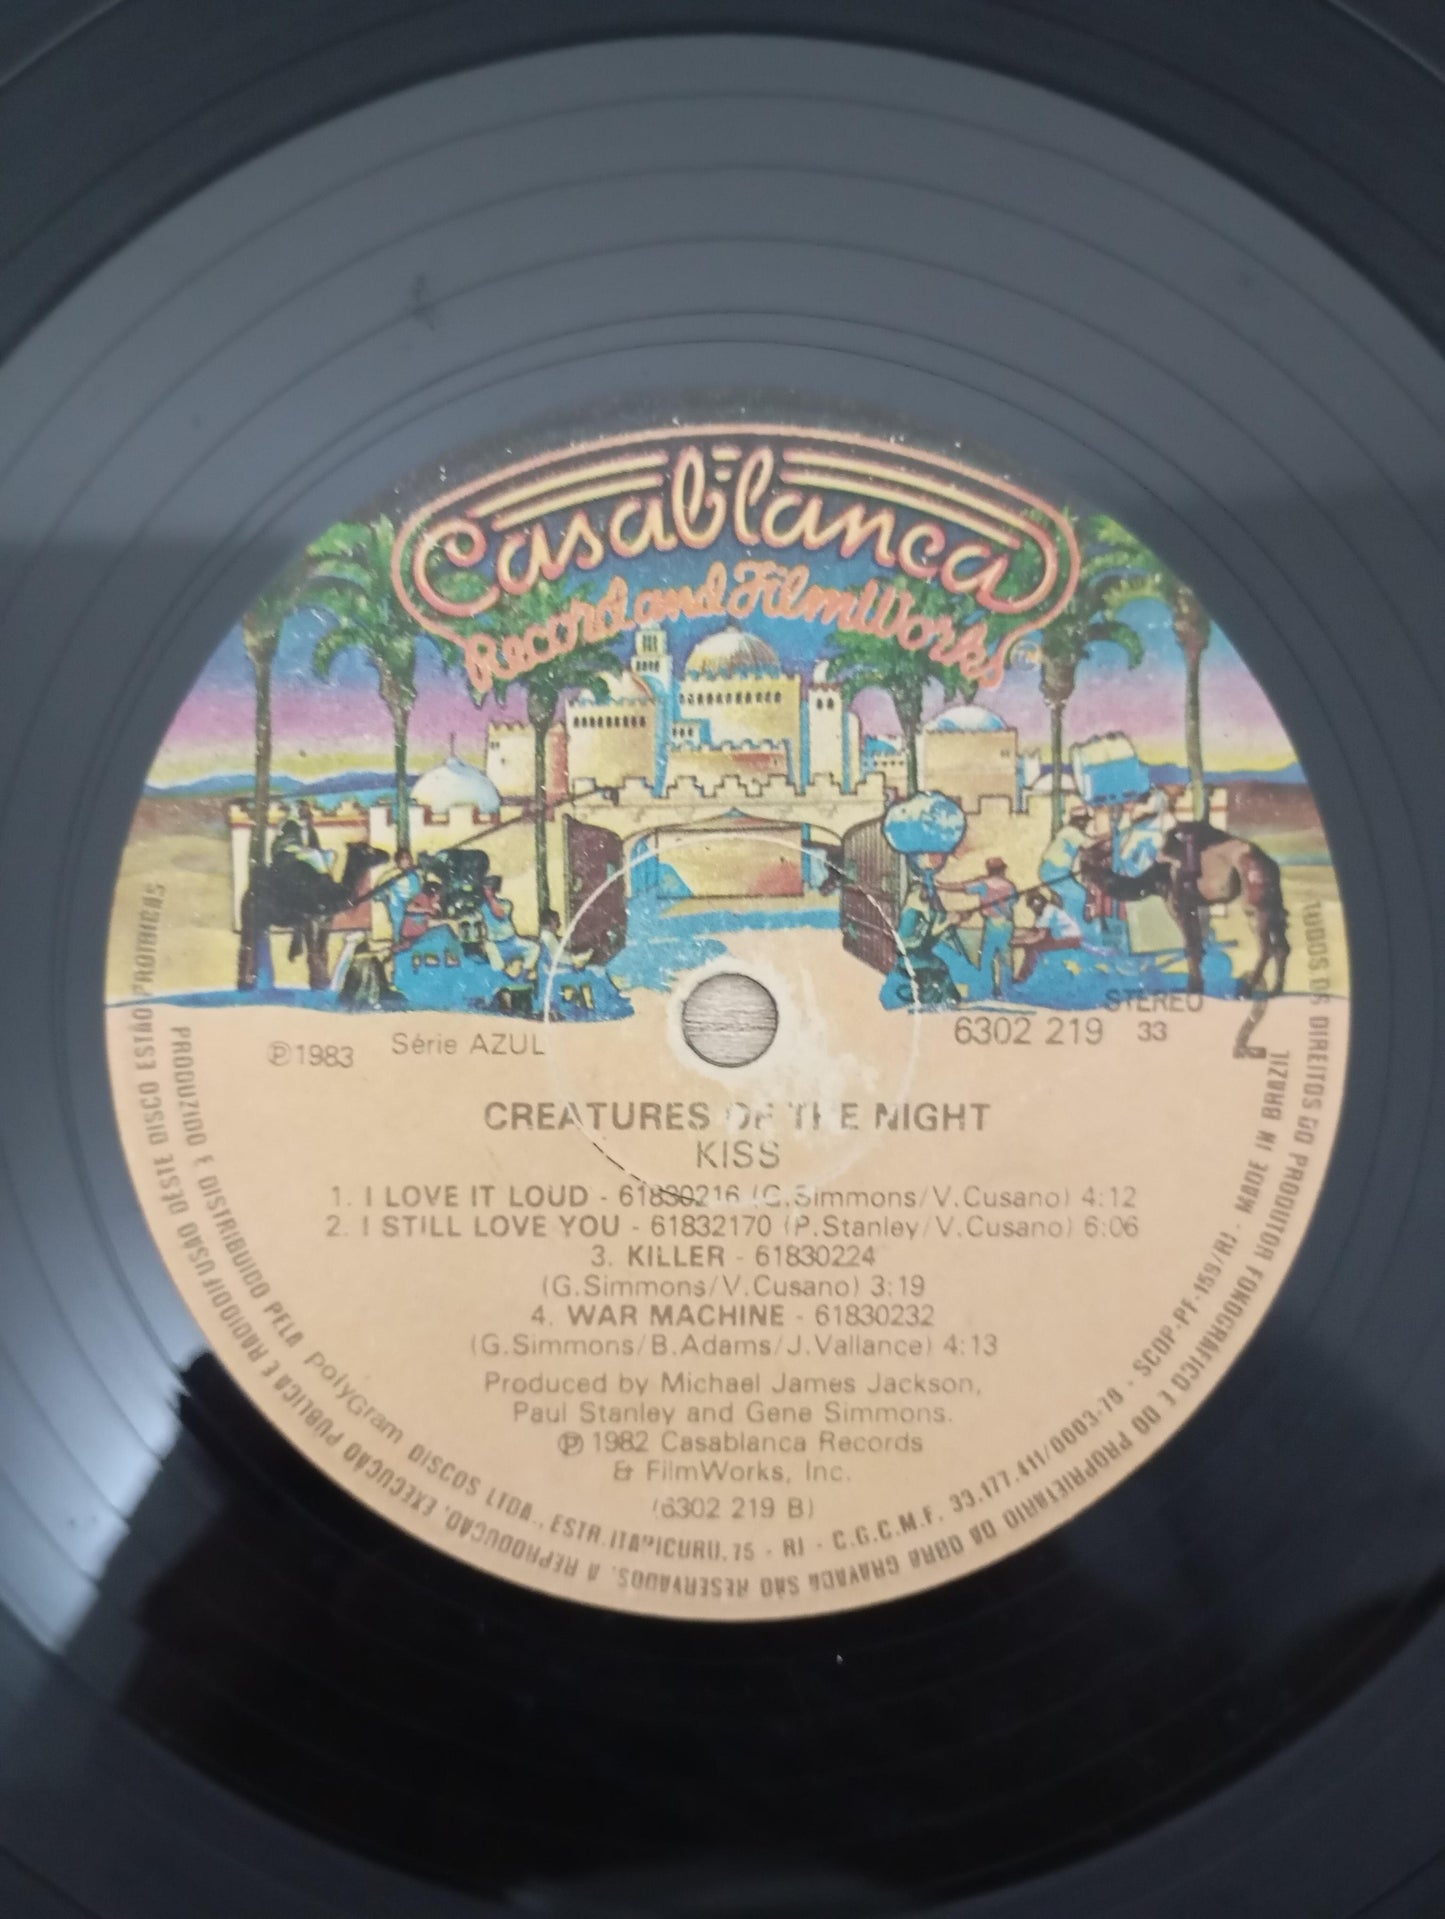 Casablanca
Record and FilmWorks
STEREO
℗1983 Série AZUL 6302 219 33
2
CREATURES OF THE NIGHT
KISS
1. I LOVE IT LOUD - 61830216 (G.Simmons/V.Cusano) 4:12
2. I STILL LOVE YOU - 61832170 (P.Stanley/V.Cusano) 6:06
3. KILLER - 61830224
(G.Simmons/V.Cusano) 3:19
4. WAR MACHINE - 61830232
(G.Simmons/B.Adams/J.Vallance) 4:13
Produced by Michael James Jackson,
Paul Stanley and Gene Simmons.
℗ 1982 Casablanca Records
& FilmWorks, Inc.
(6302 219 B)
PRODUZIDO E DISTRIBUIDO PELA PolyGram DISCOS LTDA., ESTR.ITAPICURU,75 - RJ - C.G.C.M.F. 33.177.411/0003-79 - SCDP-PF-159/RJ - MADE IN BRAZIL
TODOS OS DIREITOS DO PRODUTOR FONOGRÁFICO E DO PROPRIETÁRIO DA OBRA GRAVADA SÃO RESERVADOS. A REPRODUÇÃO, EXECUÇÃO PÚBLICA E RADIODIFUSÃO DESTE DISCO ESTÃO PROIBIDAS